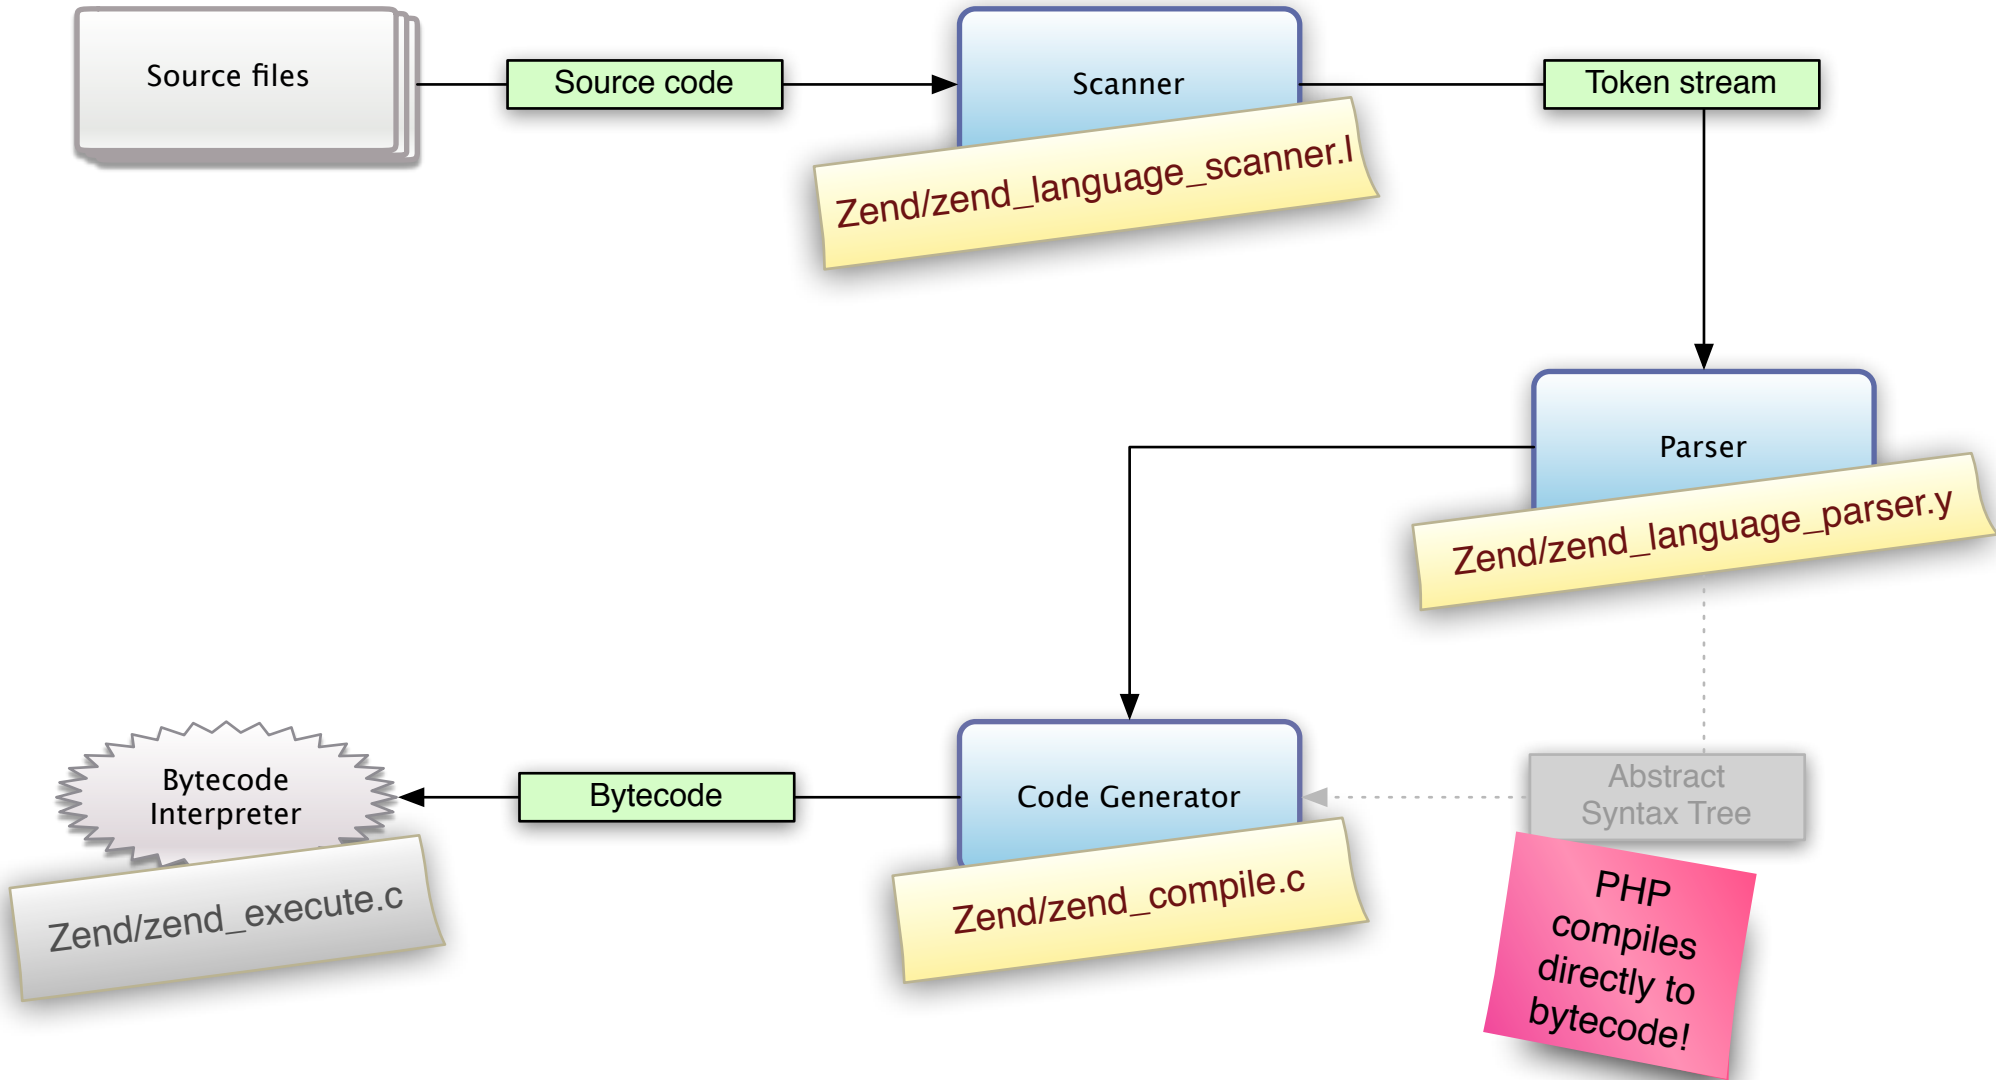 Source files
Source code
Scanner
Token stream
Zend/zend_language_scanner.l
Parser
Zend/zend_language_parser.y
Bytecode
Interpreter
Bytecode
Code Generator
Abstract
Syntax Tree
Zend/zend_execute.c
Zend/zend_compile.c
PHP
compiles
directly to
bytecode!